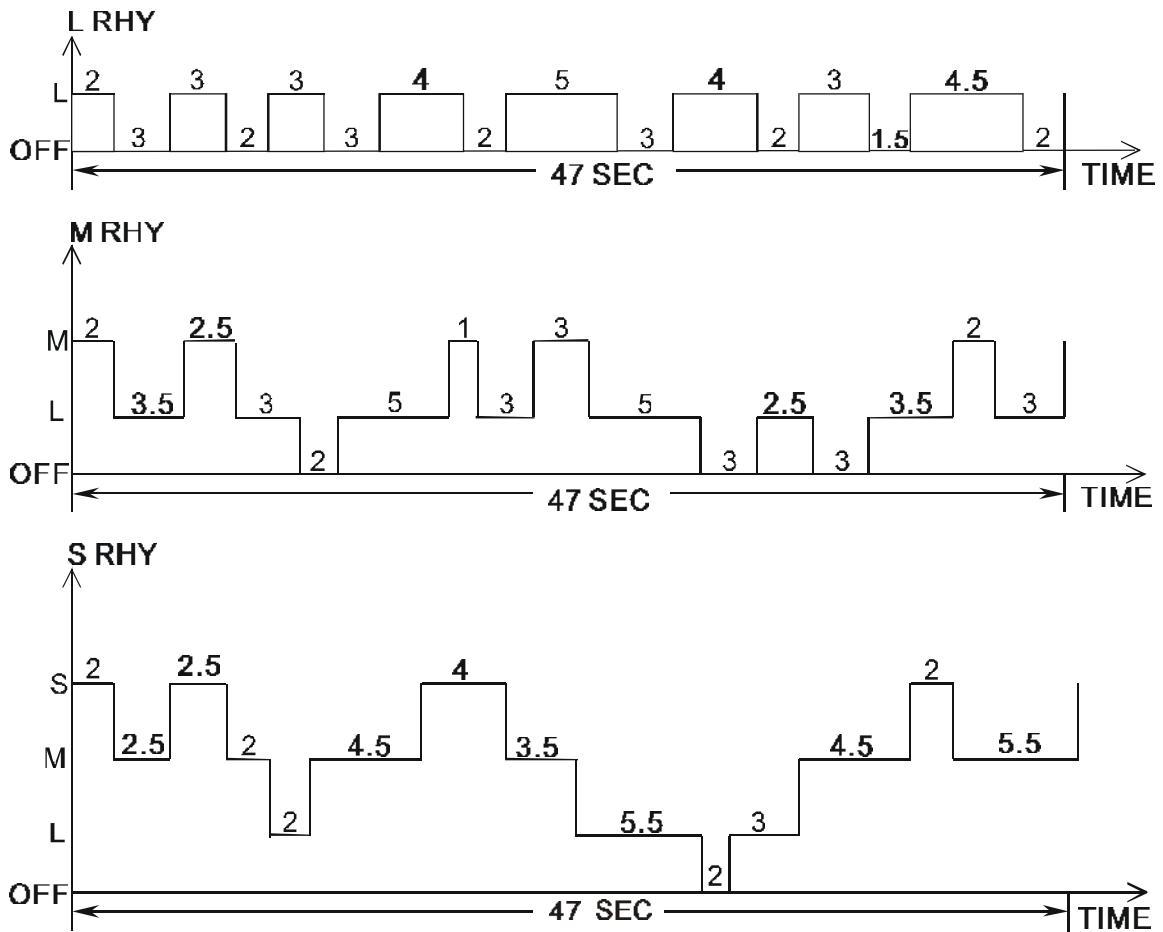 L RHY
2 3 3 4 5 4 3 4.5
L
3 2 3 2 3 2 1.5 2
OFF
47 SEC TIME
M RHY
M 2 2.5 1 3 2
L 3.5 3 5 3 5 2.5 3.5 3
2 3 3
OFF
47 SEC TIME
S RHY
S 2 2.5 4 2
M 2.5 2 4.5 3.5 4.5 5.5
L 2 5.5 3
2
OFF
47 SEC TIME